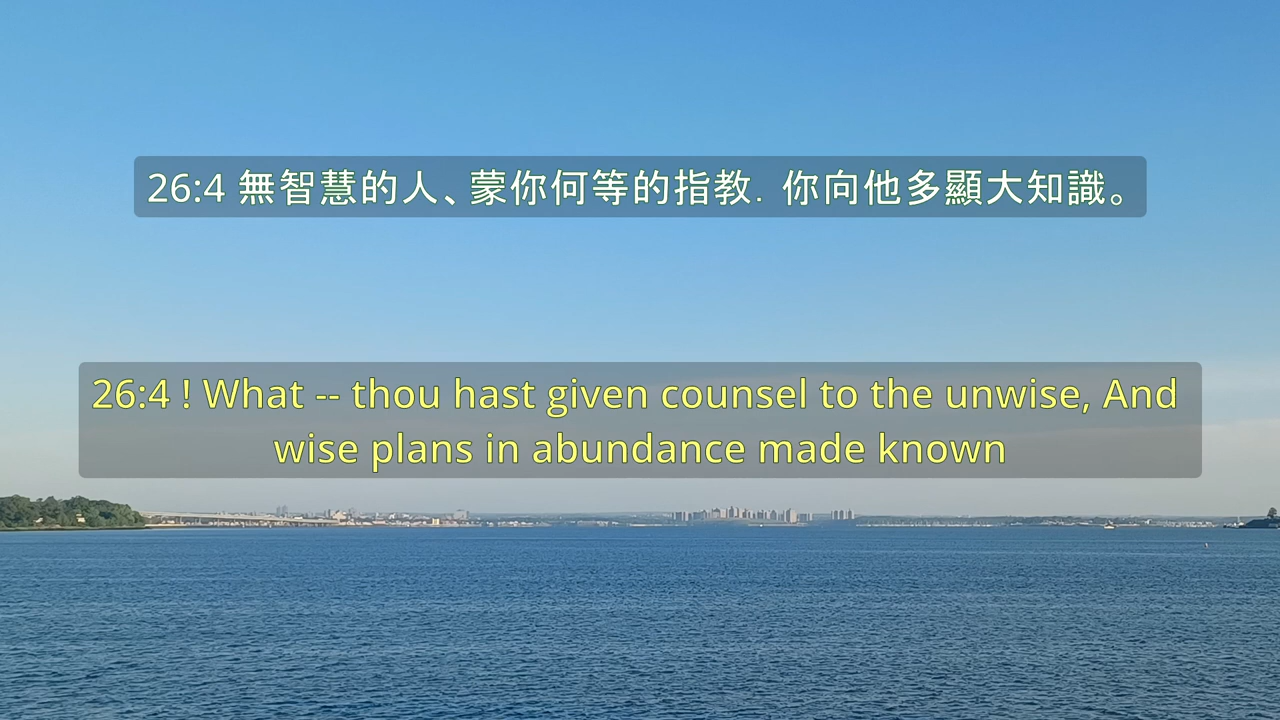 26:4 無智慧的人、蒙你何等的指教．你向他多顯大知識。
26:4 ! What -- thou hast given counsel to the unwise, And
wise plans in abundance made known